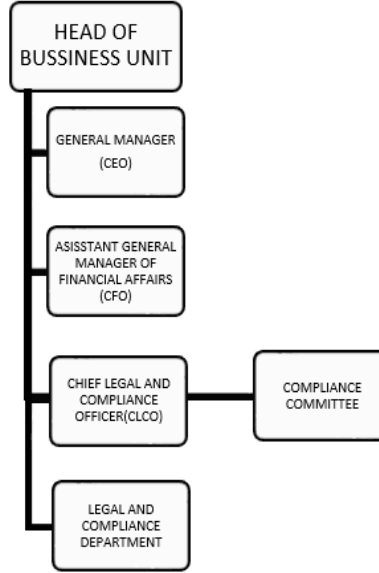 HEAD OF
BUSSINESS UNIT
GENERAL MANAGER
(CEO)
ASISSTANT GENERAL
MANAGER OF
FINANCIAL AFFAIRS
(CFO)
CHIEF LEGAL AND
COMPLIANCE
OFFICER(CLCO)
COMPLIANCE
COMMITTEE
LEGAL AND
COMPLIANCE
DEPARTMENT